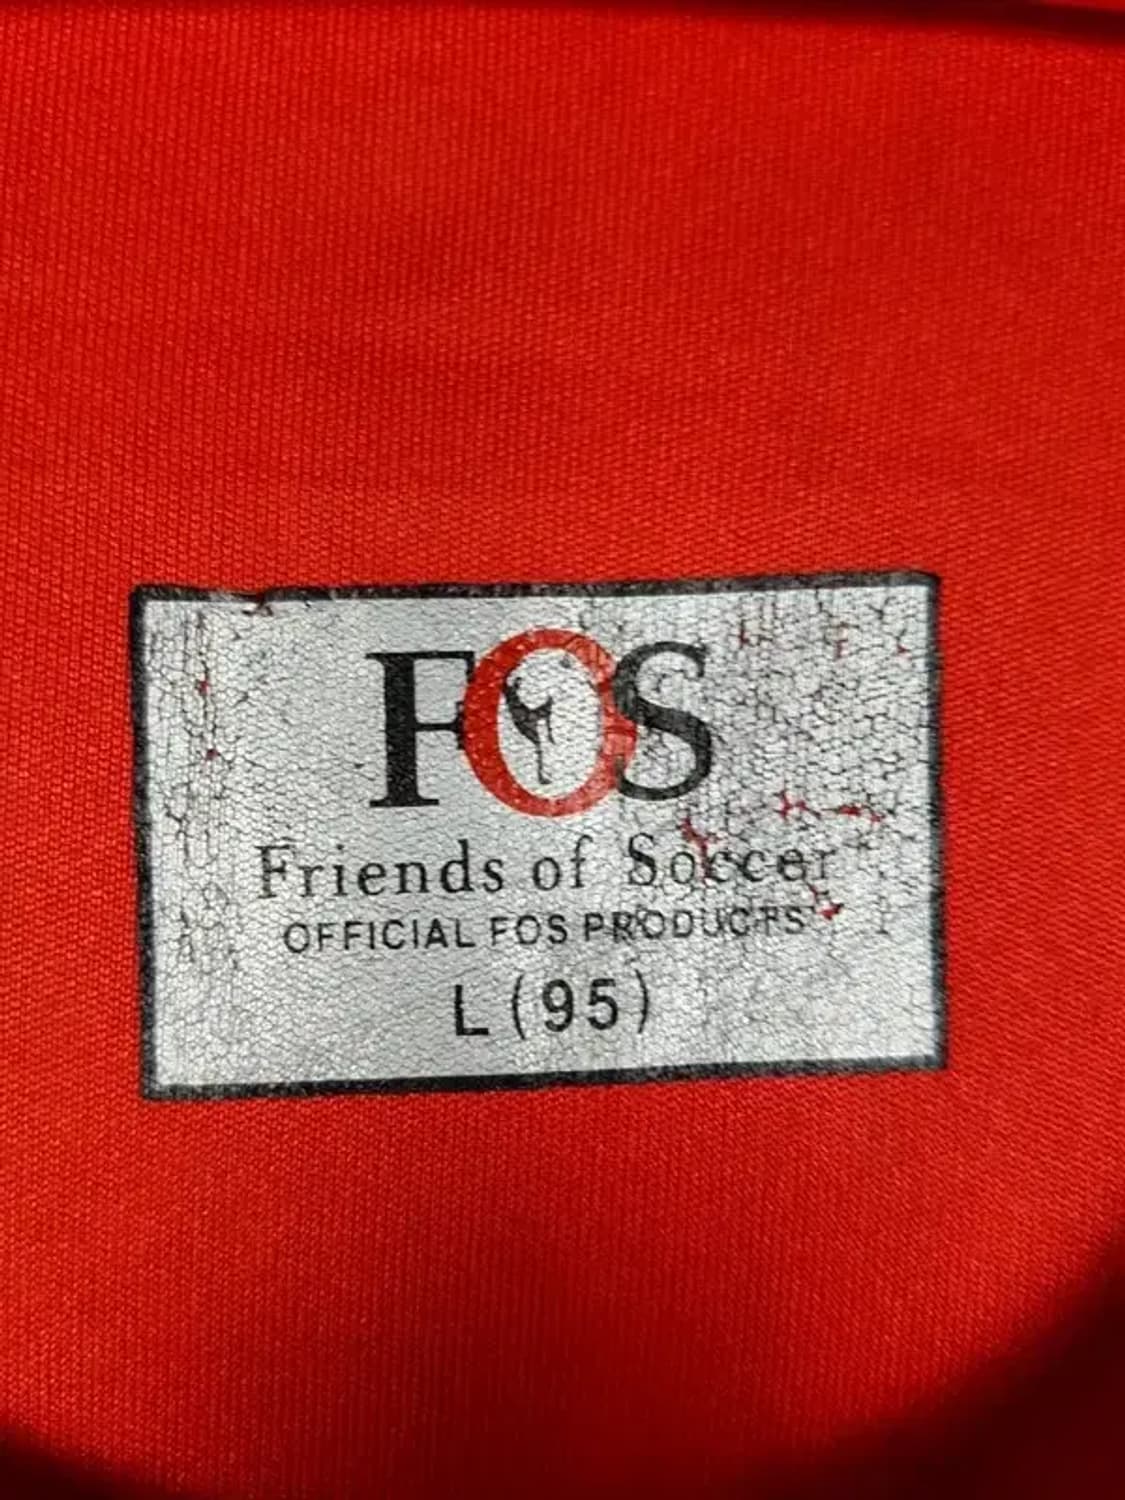 FOS
Friends of Soccer
OFFICIAL FOS PRODUCTS
L (95)